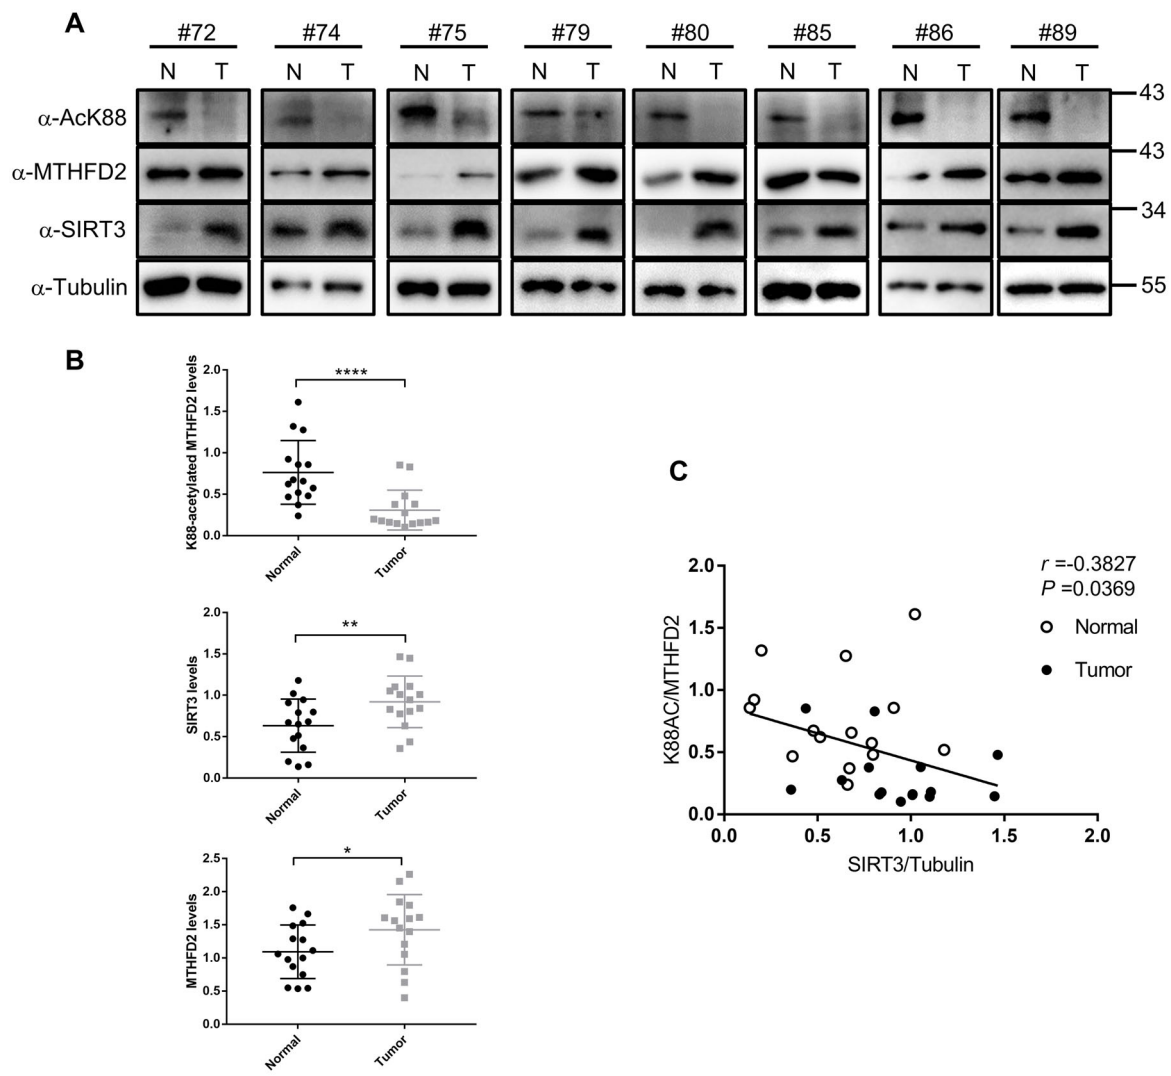 A
#72 #74 #75 #79 #80 #85 #86 #89
N T N T N T N T N T N T N T N T
α-AcK88
43
α-MTHFD2
43
α-SIRT3
34
α-Tubulin
55
B
K88-acetylated MTHFD2 levels
2.0
1.5
1.0
0.5
0.0
****
Normal
Tumor
SIRT3 levels
2.0
1.5
1.0
0.5
0.0
**
Normal
Tumor
MTHFD2 levels
2.5
2.0
1.5
1.0
0.5
0.0
*
Normal
Tumor
C
K88AC/MTHFD2
2.0
1.5
1.0
0.5
0.0
0.0 0.5 1.0 1.5 2.0
SIRT3/Tubulin
r =-0.3827
P =0.0369
Normal
Tumor